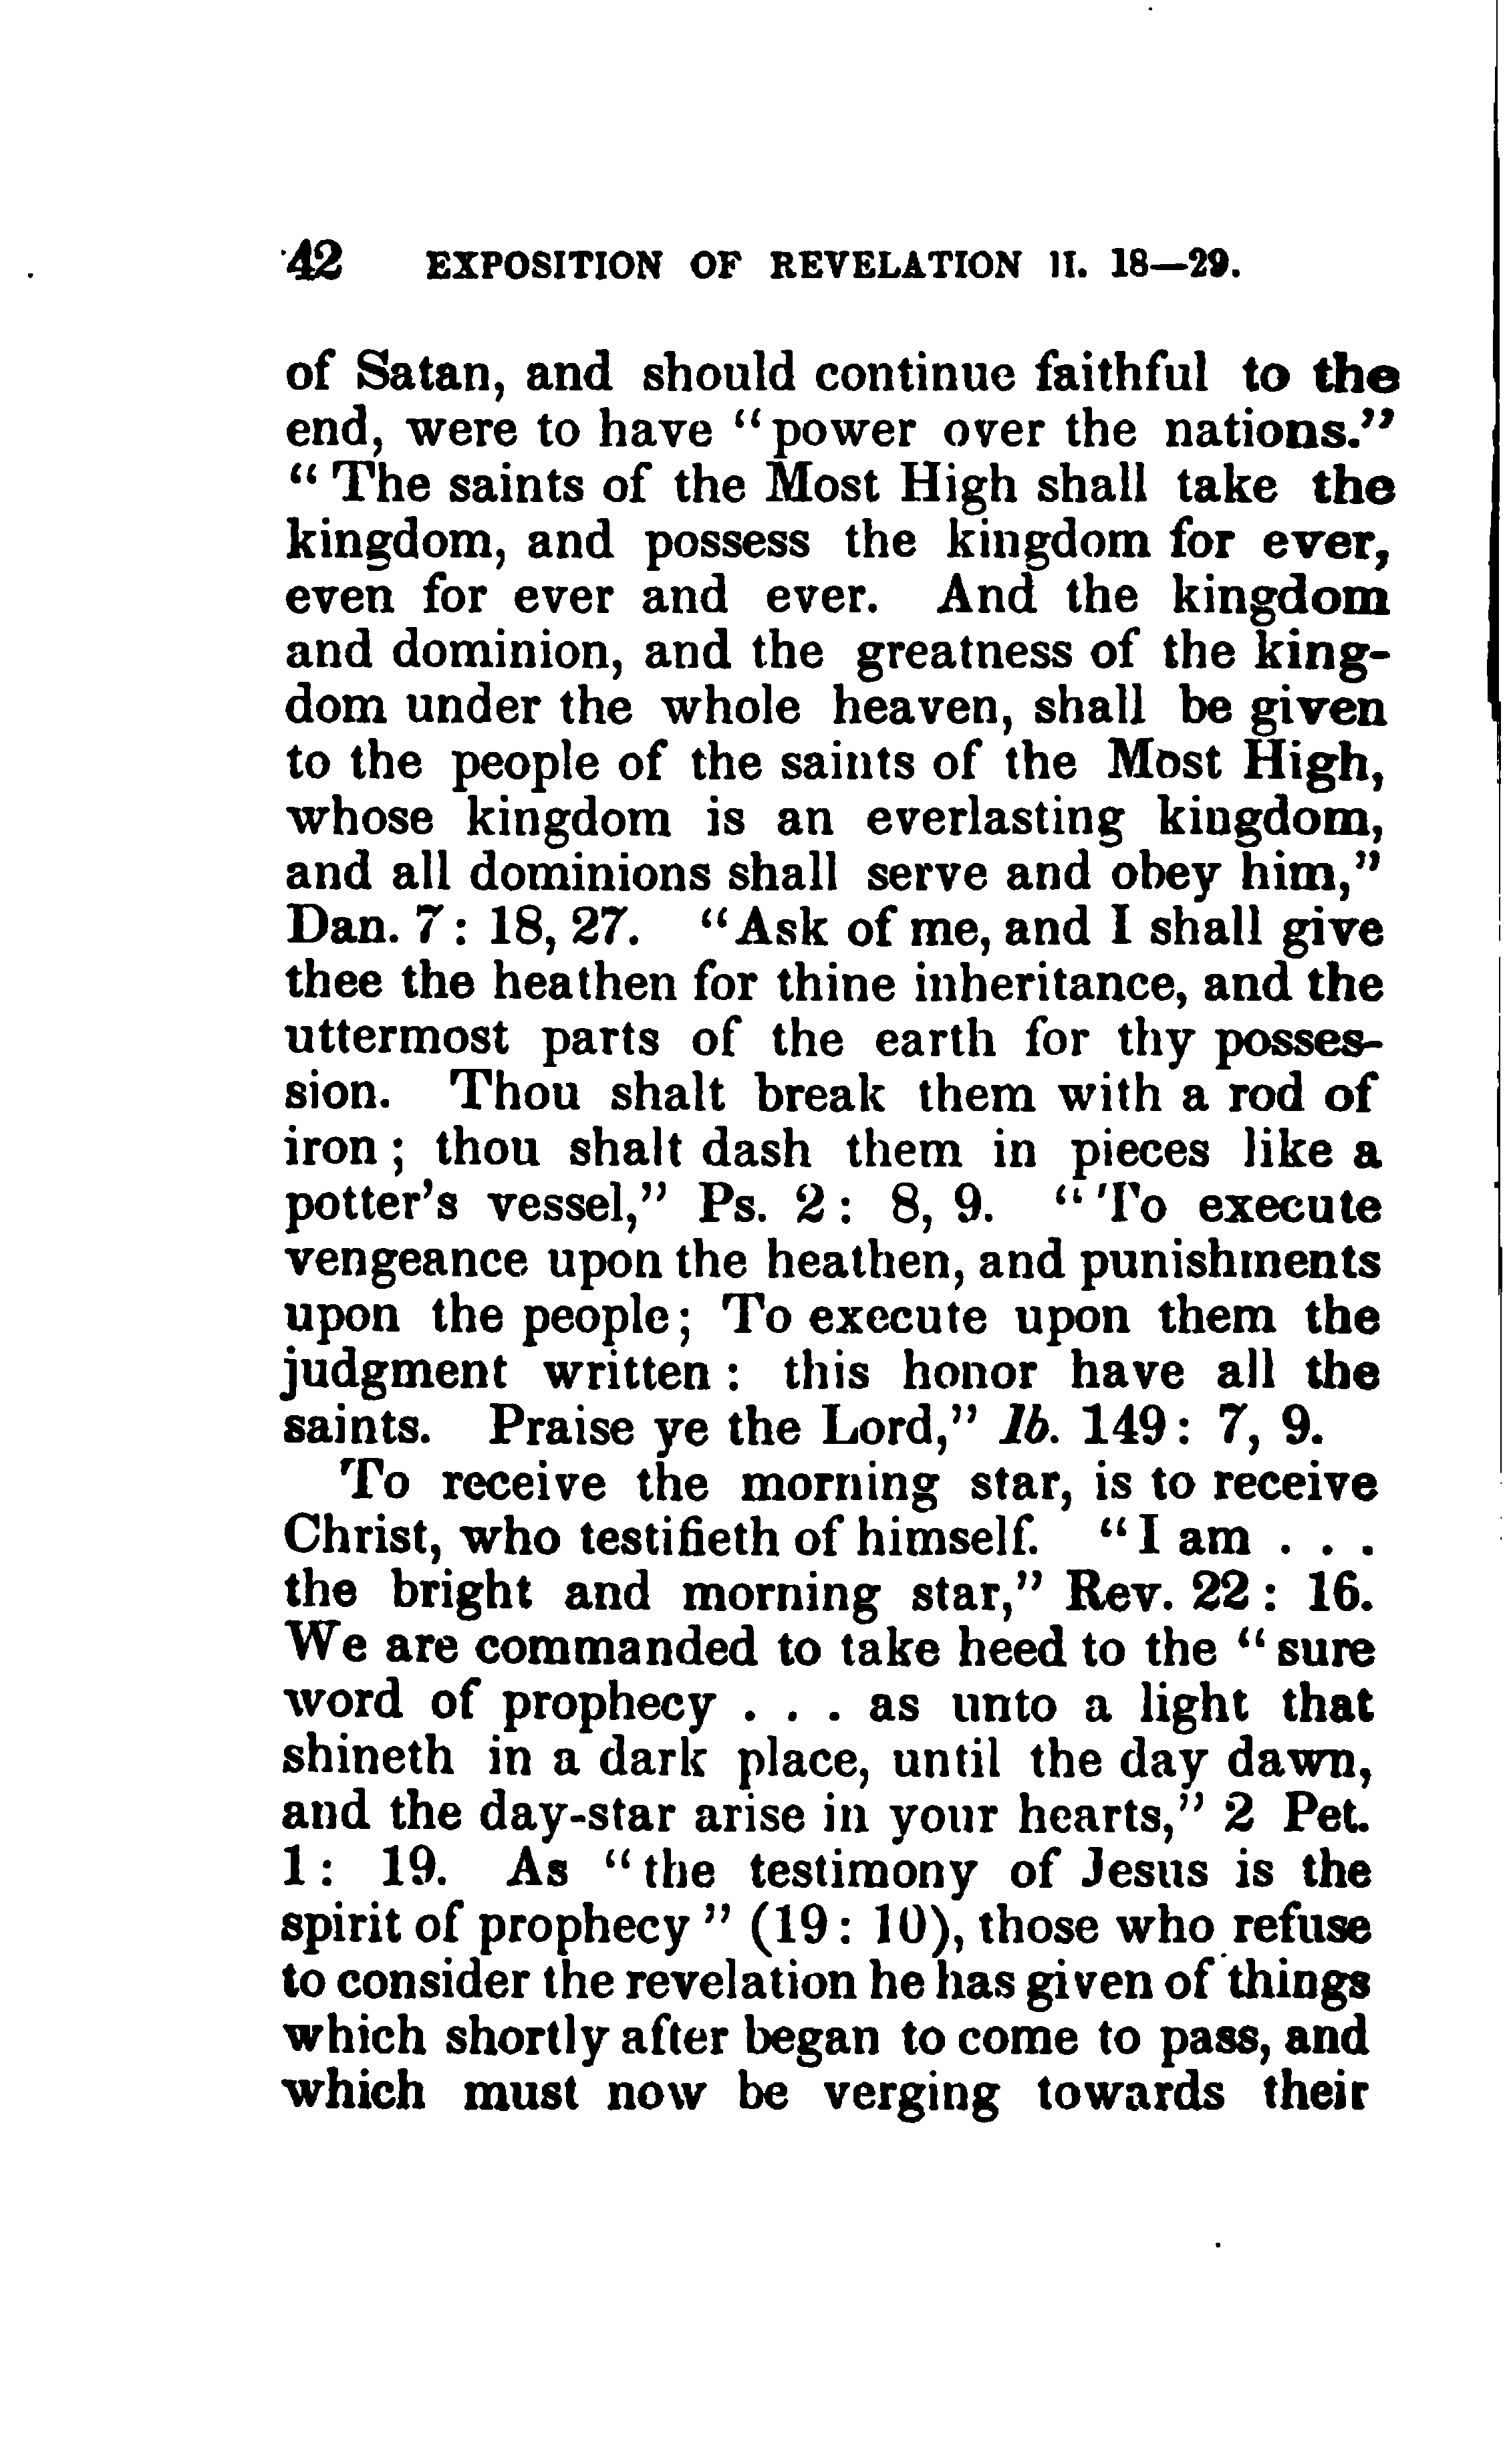 42 EXPOSITION OF REVELATION II. 18—29.
of Satan, and should continue faithful to the
end, were to have "power over the nations."
"The saints of the Most High shall take the
kingdom, and possess the kingdom for ever,
even for ever and ever. And the kingdom
and dominion, and the greatness of the king-
dom under the whole heaven, shall be given
to the people of the saints of the Most High,
whose kingdom is an everlasting kingdom,
and all dominions shall serve and obey him,"
Dan. 7: 18, 27. "Ask of me, and I shall give
thee the heathen for thine inheritance, and the
uttermost parts of the earth for thy posses-
sion. Thou shalt break them with a rod of
iron; thou shalt dash them in pieces like a
potter's vessel," Ps. 2: 8, 9. "To execute
vengeance upon the heathen, and punishments
upon the people; To execute upon them the
judgment written: this honor have all the
saints. Praise ye the Lord," Ib. 149: 7, 9.
To receive the morning star, is to receive
Christ, who testifieth of himself. "I am . . .
the bright and morning star," Rev. 22: 16.
We are commanded to take heed to the "sure
word of prophecy . . . as unto a light that
shineth in a dark place, until the day dawn,
and the day-star arise in your hearts," 2 Pet.
1: 19. As "the testimony of Jesus is the
spirit of prophecy" (19: 10), those who refuse
to consider the revelation he has given of things
which shortly after began to come to pass, and
which must now be verging towards their